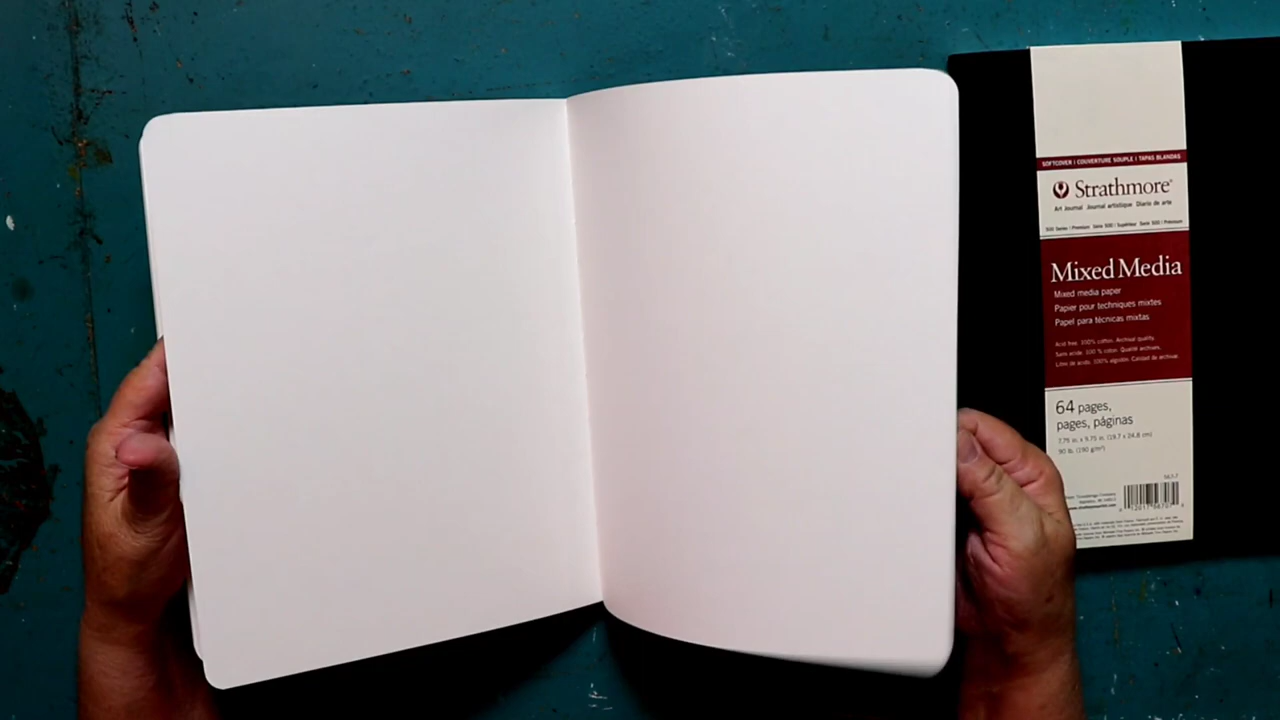 SOFTCOVER | COUVERTURE SOUPLE | TAPAS BLANDAS
Strathmore®
Art Journal Journal artistique Diario de arte
500 Series | Premium Série 500 | Supérieur Serie 500 | Premium
Mixed Media
Mixed media paper
Papier pour techniques mixtes
Papel para técnicas mixtas
Acid free. 100% cotton. Archival quality.
Sans acide. 100 % coton. Qualité archives.
Libre de ácido. 100% algodón. Calidad de archivar.
64 pages,
pages, páginas
7.75 in. x 9.75 in. (19.7 x 24.8 cm)
90 lb. (190 g/m²)